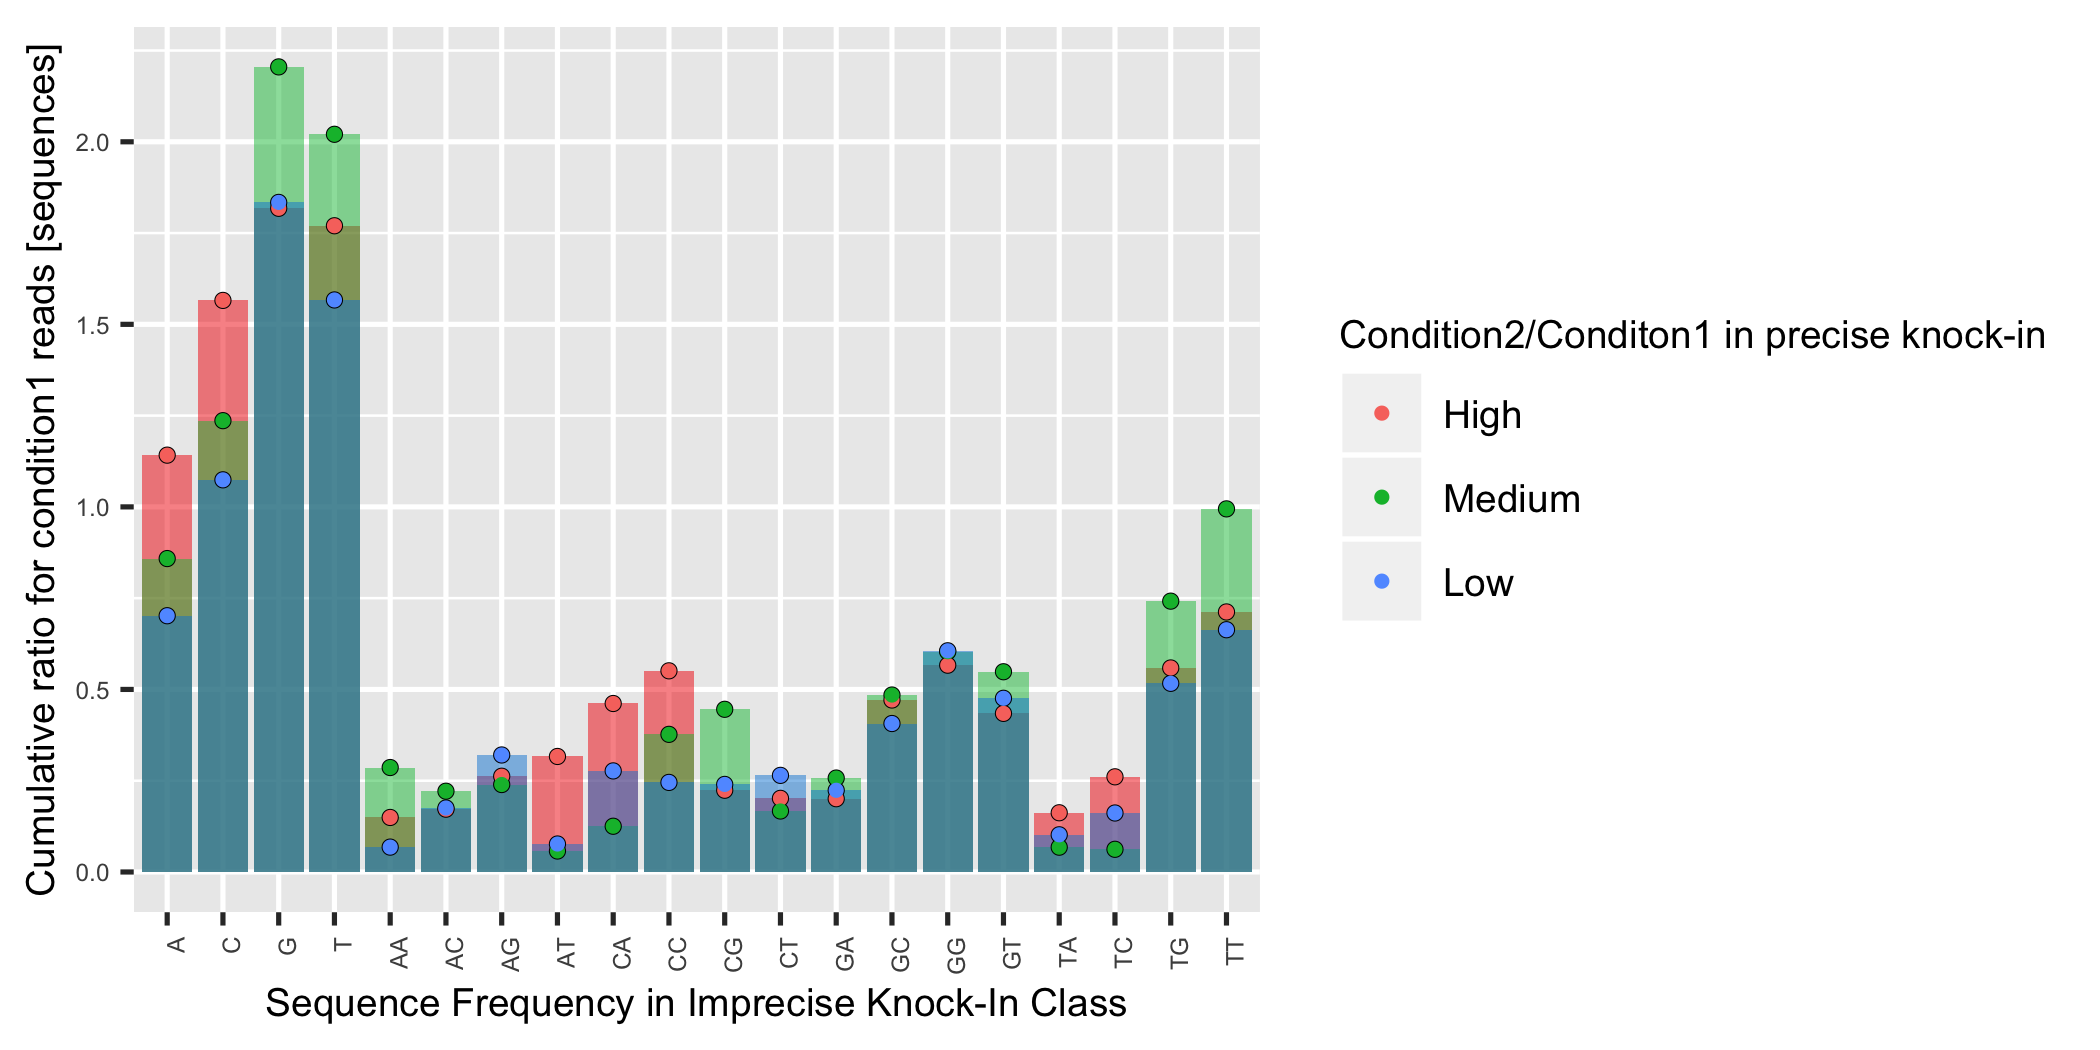 Cumulative ratio for condition1 reads [sequences]
2.0
1.5
1.0
0.5
0.0
A C G T AA AC AG AT CA CC CG CT GA GC GG GT TA TC TG TT
Sequence Frequency in Imprecise Knock-In Class
Condition2/Conditon1 in precise knock-in
High
Medium
Low